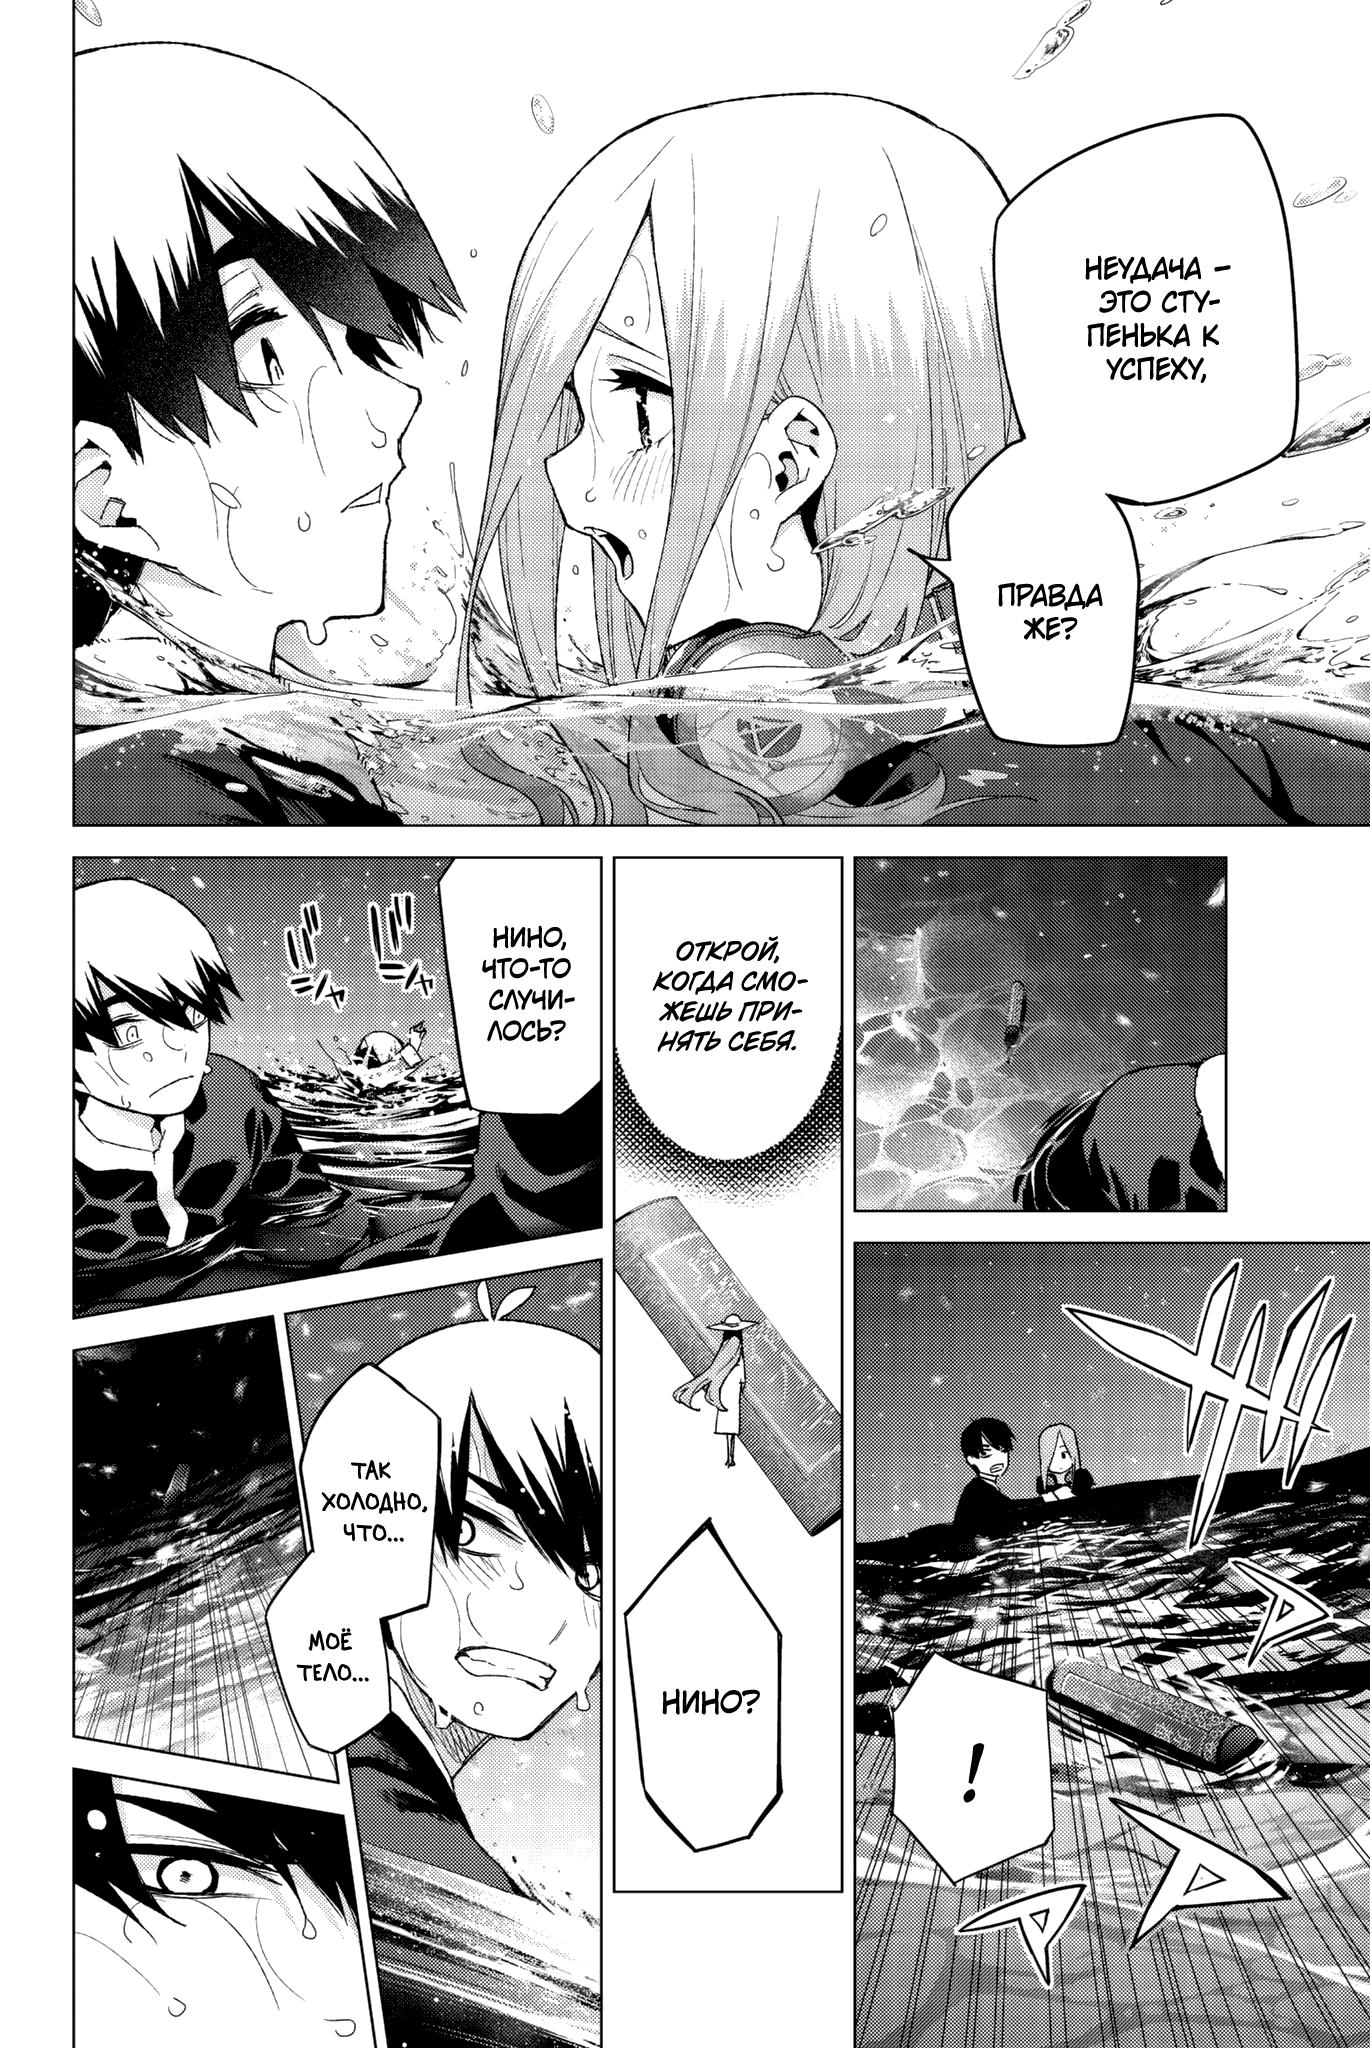 НЕУДАЧА –
ЭТО СТУ-
ПЕНЬКА К
УСПЕХУ,
ПРАВДА
ЖЕ?
ОТКРОЙ,
КОГДА СМО-
ЖЕШЬ ПРИ-
НЯТЬ СЕБЯ.
НИНО?
!
НИНО,
ЧТО-ТО
СЛУЧИ-
ЛОСЬ?
ТАК
ХОЛОДНО,
ЧТО...
МОЁ
ТЕЛО...